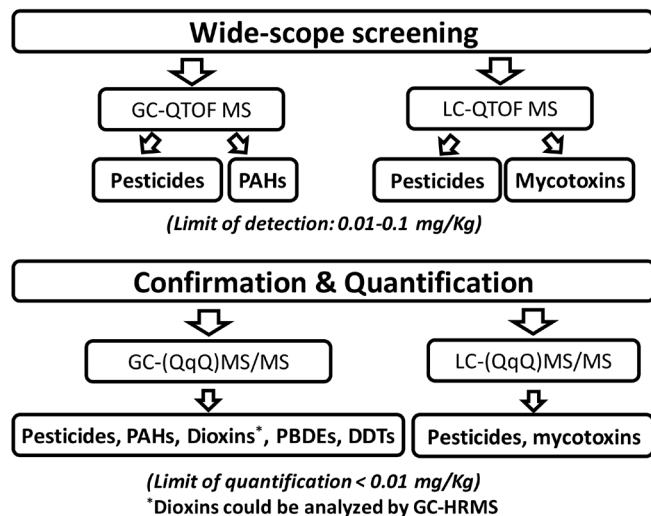 Wide-scope screening
GC-QTOF MS
LC-QTOF MS
Pesticides
PAHs
Pesticides
Mycotoxins
(Limit of detection: 0.01-0.1 mg/Kg)
Confirmation & Quantification
GC-(QqQ)MS/MS
LC-(QqQ)MS/MS
Pesticides, PAHs, Dioxins*, PBDEs, DDTs
Pesticides, mycotoxins
(Limit of quantification < 0.01 mg/Kg)
*Dioxins could be analyzed by GC-HRMS